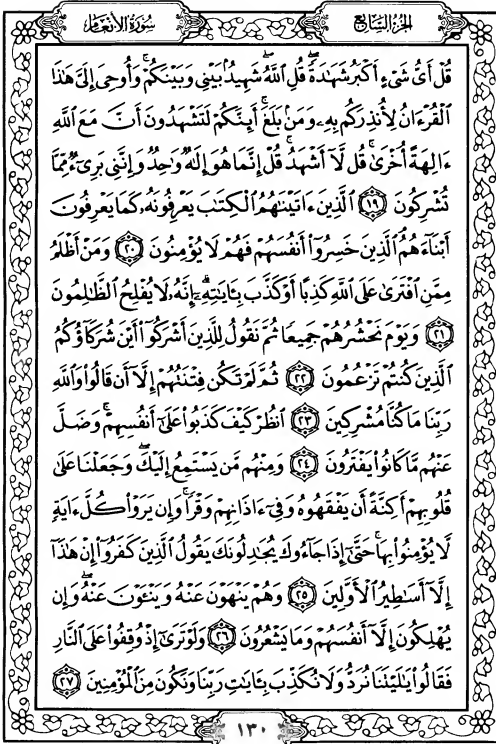 الجزء السابع
سورة الأنعام
قُلْ أَىُّ شَىْءٍ أَكْبَرُ شَهَٰدَةً ۖ قُلِ ٱللَّهُ ۖ شَهِيدٌۢ بَيْنِى وَبَيْنَكُمْ ۚ وَأُوحِىَ إِلَىَّ هَٰذَا
ٱلْقُرْءَانُ لِأُنذِرَكُم بِهِۦ وَمَنۢ بَلَغَ ۚ أَئِنَّكُمْ لَتَشْهَدُونَ أَنَّ مَعَ ٱللَّهِ
ءَالِهَةً أُخْرَىٰ ۚ قُل لَّآ أَشْهَدُ ۚ قُلْ إِنَّمَا هُوَ إِلَٰهٌ وَٰحِدٌ وَإِنَّنِى بَرِىٓءٌ مِّمَّا
تُشْرِكُونَ ١٩ ٱلَّذِينَ ءَاتَيْنَٰهُمُ ٱلْكِتَٰبَ يَعْرِفُونَهُۥ كَمَا يَعْرِفُونَ
أَبْنَآءَهُمُ ٱلَّذِينَ خَسِرُوٓا۟ أَنفُسَهُمْ فَهُمْ لَا يُؤْمِنُونَ ٢٠ وَمَنْ أَظْلَمُ
مِمَّنِ ٱفْتَرَىٰ عَلَى ٱللَّهِ كَذِبًا أَوْ كَذَّبَ بِـَٔايَٰتِهِۦٓ ۗ إِنَّهُۥ لَا يُفْلِحُ ٱلظَّٰلِمُونَ
٢١ وَيَوْمَ نَحْشُرُهُمْ جَمِيعًا ثُمَّ نَقُولُ لِلَّذِينَ أَشْرَكُوٓا۟ أَيْنَ شُرَكَآؤُكُمُ
ٱلَّذِينَ كُنتُمْ تَزْعُمُونَ ٢٢ ثُمَّ لَمْ تَكُن فِتْنَتُهُمْ إِلَّآ أَن قَالُوا۟ وَٱللَّهِ
رَبِّنَا مَا كُنَّا مُشْرِكِينَ ٢٣ ٱنظُرْ كَيْفَ كَذَبُوا۟ عَلَىٰٓ أَنفُسِهِمْ ۚ وَضَلَّ
عَنْهُم مَّا كَانُوا۟ يَفْتَرُونَ ٢٤ وَمِنْهُم مَّن يَسْتَمِعُ إِلَيْكَ ۖ وَجَعَلْنَا عَلَىٰ
قُلُوبِهِمْ أَكِنَّةً أَن يَفْقَهُوهُ وَفِىٓ ءَاذَانِهِمْ وَقْرًا ۚ وَإِن يَرَوْا۟ كُلَّ ءَايَةٍ
لَّا يُؤْمِنُوا۟ بِهَا ۚ حَتَّىٰٓ إِذَا جَآءُوكَ يُجَٰدِلُونَكَ يَقُولُ ٱلَّذِينَ كَفَرُوٓا۟ إِنْ هَٰذَآ
إِلَّآ أَسَٰطِيرُ ٱلْأَوَّلِينَ ٢٥ وَهُمْ يَنْهَوْنَ عَنْهُ وَيَنْـَٔوْنَ عَنْهُ ۖ وَإِن
يُهْلِكُونَ إِلَّآ أَنفُسَهُمْ وَمَا يَشْعُرُونَ ٢٦ وَلَوْ تَرَىٰٓ إِذْ وُقِفُوا۟ عَلَى ٱلنَّارِ
فَقَالُوا۟ يَٰلَيْتَنَا نُرَدُّ وَلَا نُكَذِّبَ بِـَٔايَٰتِ رَبِّنَا وَنَكُونَ مِنَ ٱلْمُؤْمِنِينَ ٢٧
١٣٠